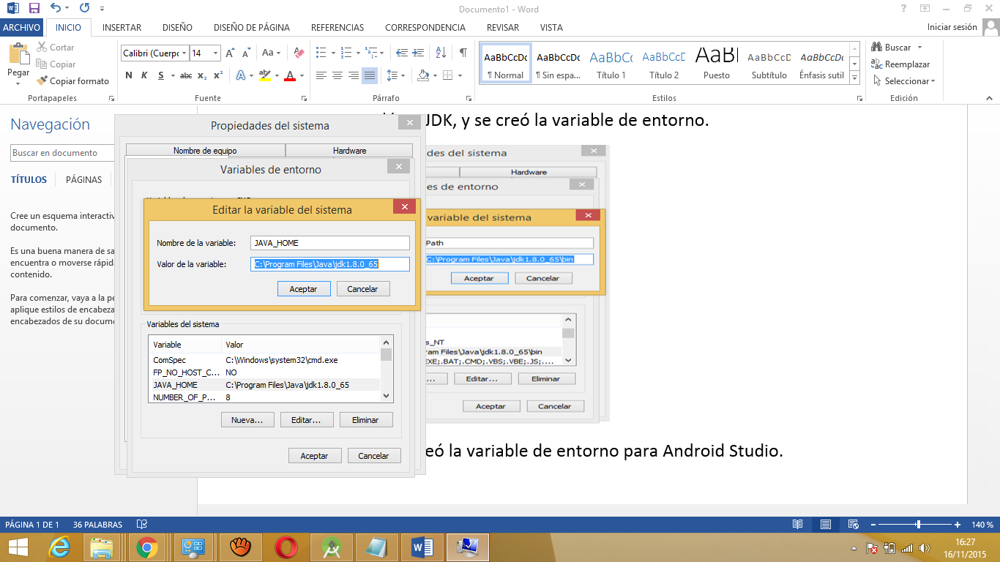 Documento1 - Word
ARCHIVO INICIO INSERTAR DISEÑO DISEÑO DE PÁGINA REFERENCIAS CORRESPONDENCIA REVISAR VISTA
Iniciar sesión
Pegar
Cortar
Copiar
Copiar formato
Portapapeles
Calibri (Cuerpo 14
N K S abc x₂ x²
Fuente
Párrafo
AaBbCcDc AaBbCcDc AaBbCc AaBbCcD AaBl AaBbCcD AaBbCcDc
¶ Normal ¶ Sin espa... Título 1 Título 2 Puesto Subtítulo Énfasis sutil
Estilos
Buscar
Reemplazar
Seleccionar
Edición
Navegación
Buscar en documento
TÍTULOS PÁGINAS
Cree un esquema interactiv
documento.
Es una buena manera de sa
encuentra o moverse rápid
contenido.
Para comenzar, vaya a la pe
aplique estilos de encabeza
encabezados de su docume
JDK, y se creó la variable de entorno.
Propiedades del sistema
Nombre de equipo Hardware
Variables de entorno
Editar la variable del sistema
Nombre de la variable: JAVA_HOME
Valor de la variable: C:\Program Files\Java\jdk1.8.0_65
Aceptar Cancelar
Variables del sistema
Variable Valor
ComSpec C:\Windows\system32\cmd.exe
FP_NO_HOST_C... NO
JAVA_HOME C:\Program Files\Java\jdk1.8.0_65
NUMBER_OF_P... 8
Nueva... Editar... Eliminar
Aceptar Cancelar
des del sistema
Hardware
es de entorno
variable del sistema
Path
C:\Program Files\Java\jdk1.8.0_65\bin
Aceptar Cancelar
s_NT
ram Files\Java\jdk1.8.0_65\bin
EXE;.BAT;.CMD;.VBS;.VBE;.JS;....
... Editar... Eliminar
Aceptar Cancelar
eó la variable de entorno para Android Studio.
PÁGINA 1 DE 1 36 PALABRAS
140 %
16:27
16/11/2015